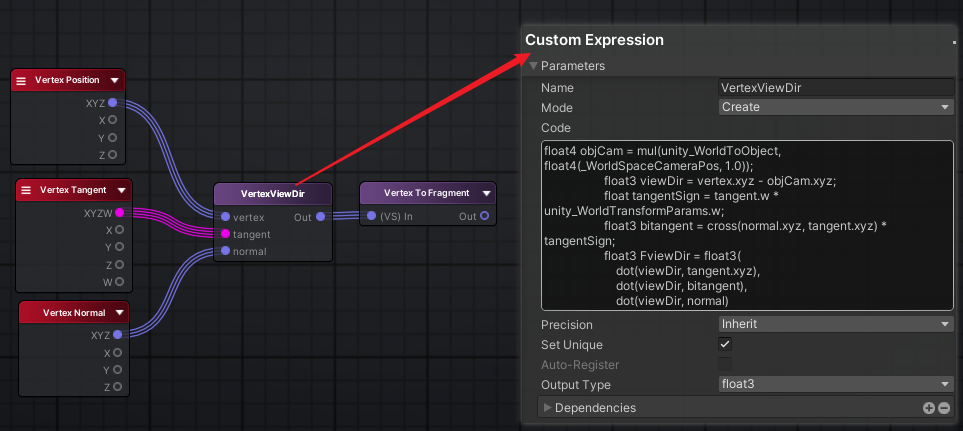 Custom Expression
Parameters
Name VertexViewDir
Mode Create
Code
float4 objCam = mul(unity_WorldToObject,
float4(_WorldSpaceCameraPos, 1.0));
float3 viewDir = vertex.xyz - objCam.xyz;
float tangentSign = tangent.w *
unity_WorldTransformParams.w;
float3 bitangent = cross(normal.xyz, tangent.xyz) *
tangentSign;
float3 FviewDir = float3(
dot(viewDir, tangent.xyz),
dot(viewDir, bitangent),
dot(viewDir, normal)
Precision Inherit
Set Unique
Auto-Register
Output Type float3
Dependencies
Vertex Position
XYZ
X
Y
Z
Vertex Tangent
XYZW
X
Y
Z
W
Vertex Normal
XYZ
X
Y
Z
VertexViewDir
vertex Out
tangent
normal
Vertex To Fragment
(VS) In Out